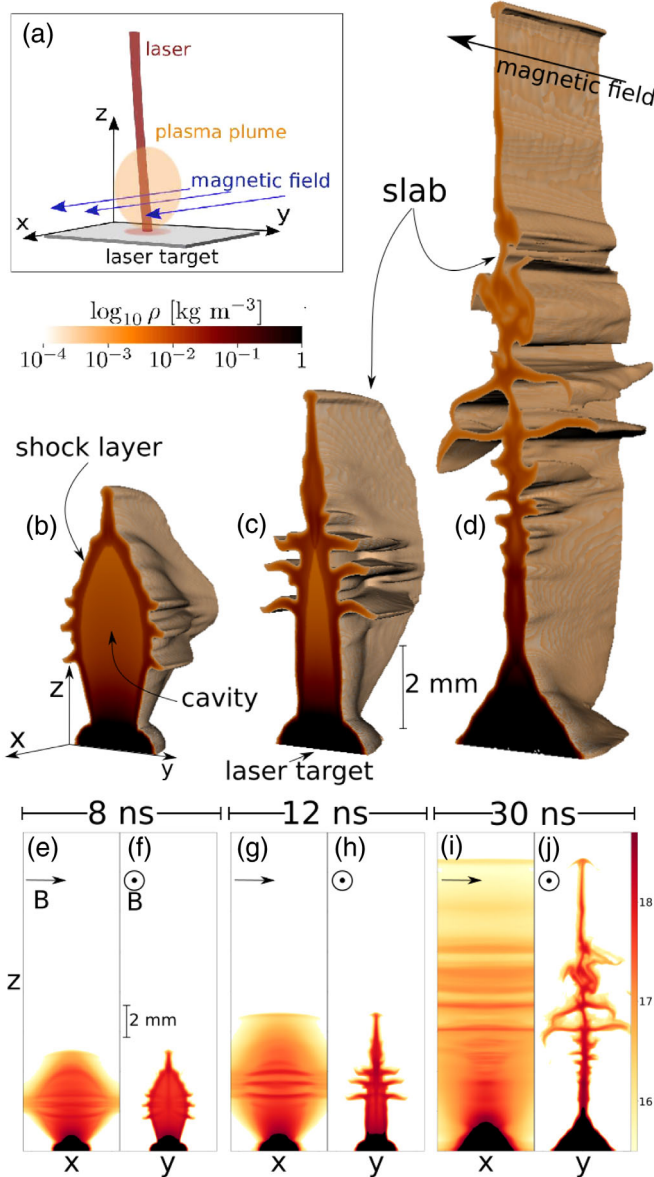 (a)
laser
z
plasma plume
magnetic field
x
y
laser target
magnetic field
slab
log₁₀ ρ [kg m⁻³]
10⁻⁴ 10⁻³ 10⁻² 10⁻¹ 1
shock layer
(b)
(c)
(d)
z
cavity
2 mm
x
y
laser target
8 ns
12 ns
30 ns
(e) (f) (g) (h) (i) (j)
B
B
z
2 mm
18
17
16
x y x y x y